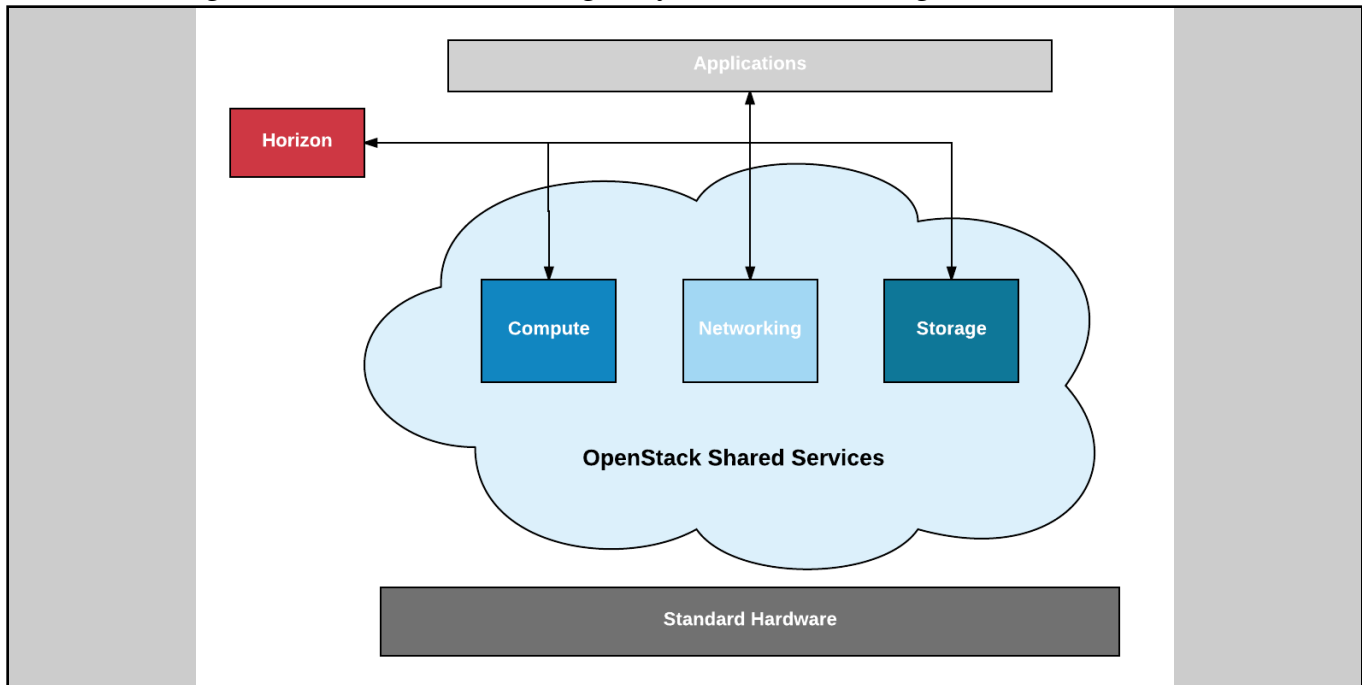 Applications
Horizon
Compute
Networking
Storage
OpenStack Shared Services
Standard Hardware